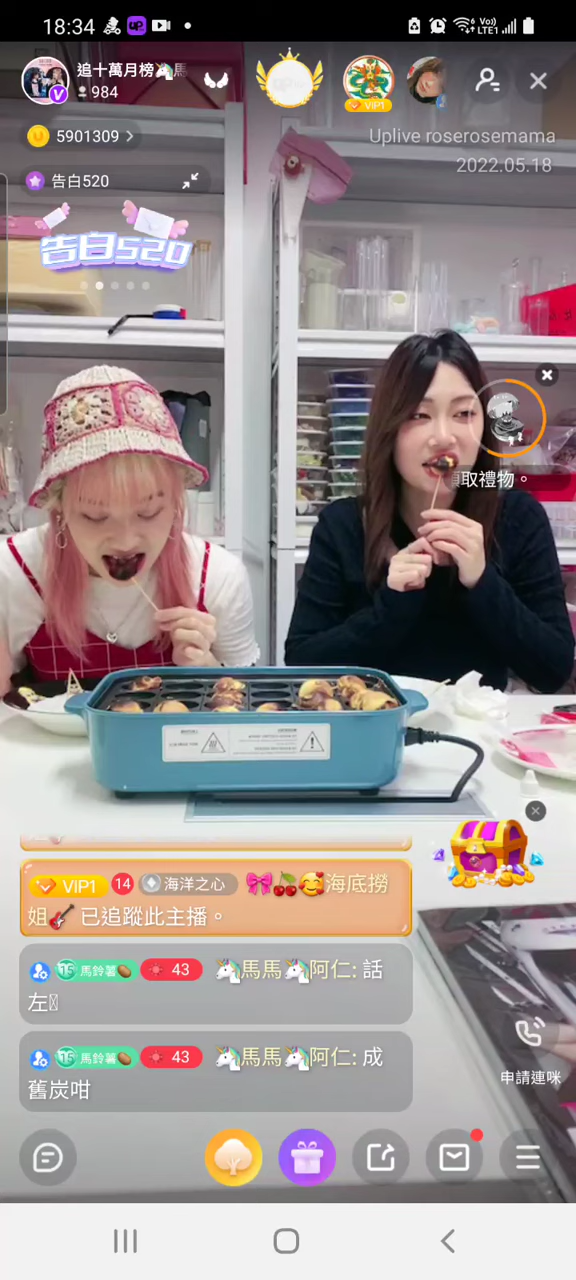 18:34
Vo))
LTE1
追十萬月榜🦄馬
984
VIP1
5901309
Uplive roserosemama
2022.05.18
告白520
告白520
領取禮物。
VIP1 14 海洋之心 🎀🍒🥰海底撈
姐🎸 已追蹤此主播。
15 馬鈴薯🥔 43 🦄馬馬🦄阿仁: 話
左
15 馬鈴薯🥔 43 🦄馬馬🦄阿仁: 成
舊炭咁
申請連咪